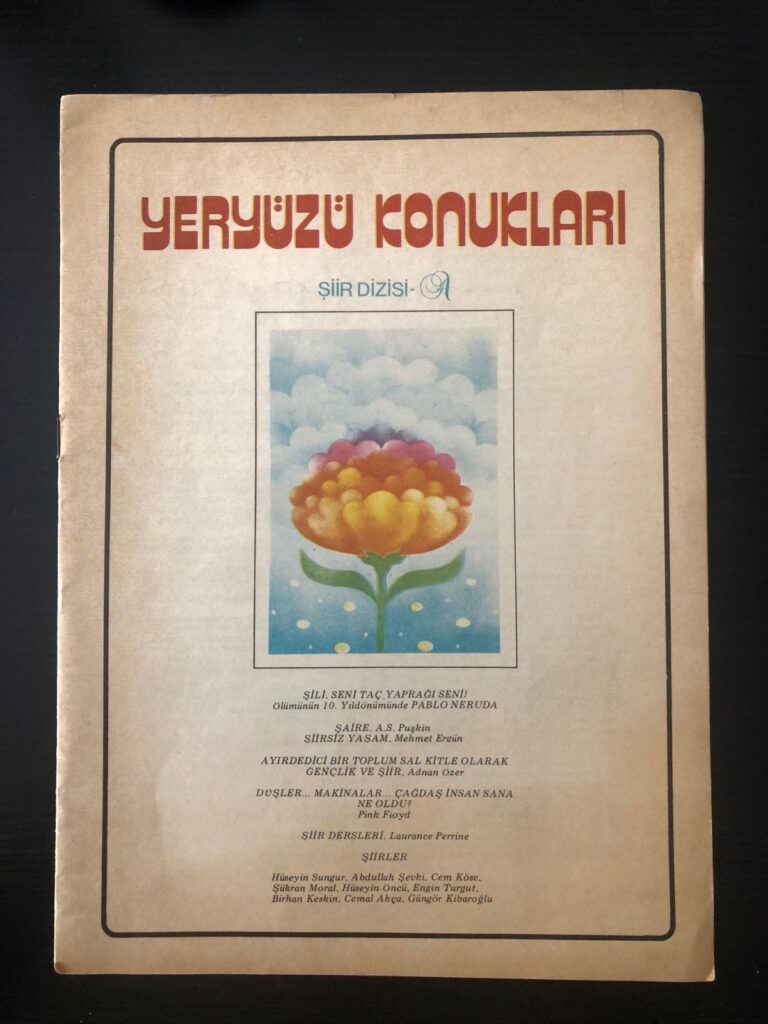 YERYÜZÜ KONUKLARI
ŞİİR DİZİSİ-A
ŞİLİ, SENİ TAÇ YAPRAĞI SENİ!
Ölümünün 10. Yıldönümünde PABLO NERUDA
ŞAİRE, A.S. Puşkin
ŞİİRSİZ YAŞAM, Mehmet Ergün
AYIRDEDİCİ BİR TOPLUM SAL KİTLE OLARAK
GENÇLİK VE ŞİİR, Adnan Özer
DÜŞLER... MAKİNALAR... ÇAĞDAŞ İNSAN SANA
NE OLDU?
Pink Floyd
ŞİİR DERSLERİ, Laurance Perrine
ŞİİRLER
Hüseyin Sungur, Abdullah Şevki, Cem Köse,
Şükran Moral, Hüseyin Öncü, Engin Turgut,
Birhan Keskin, Cemal Akça, Güngör Kibaroğlu